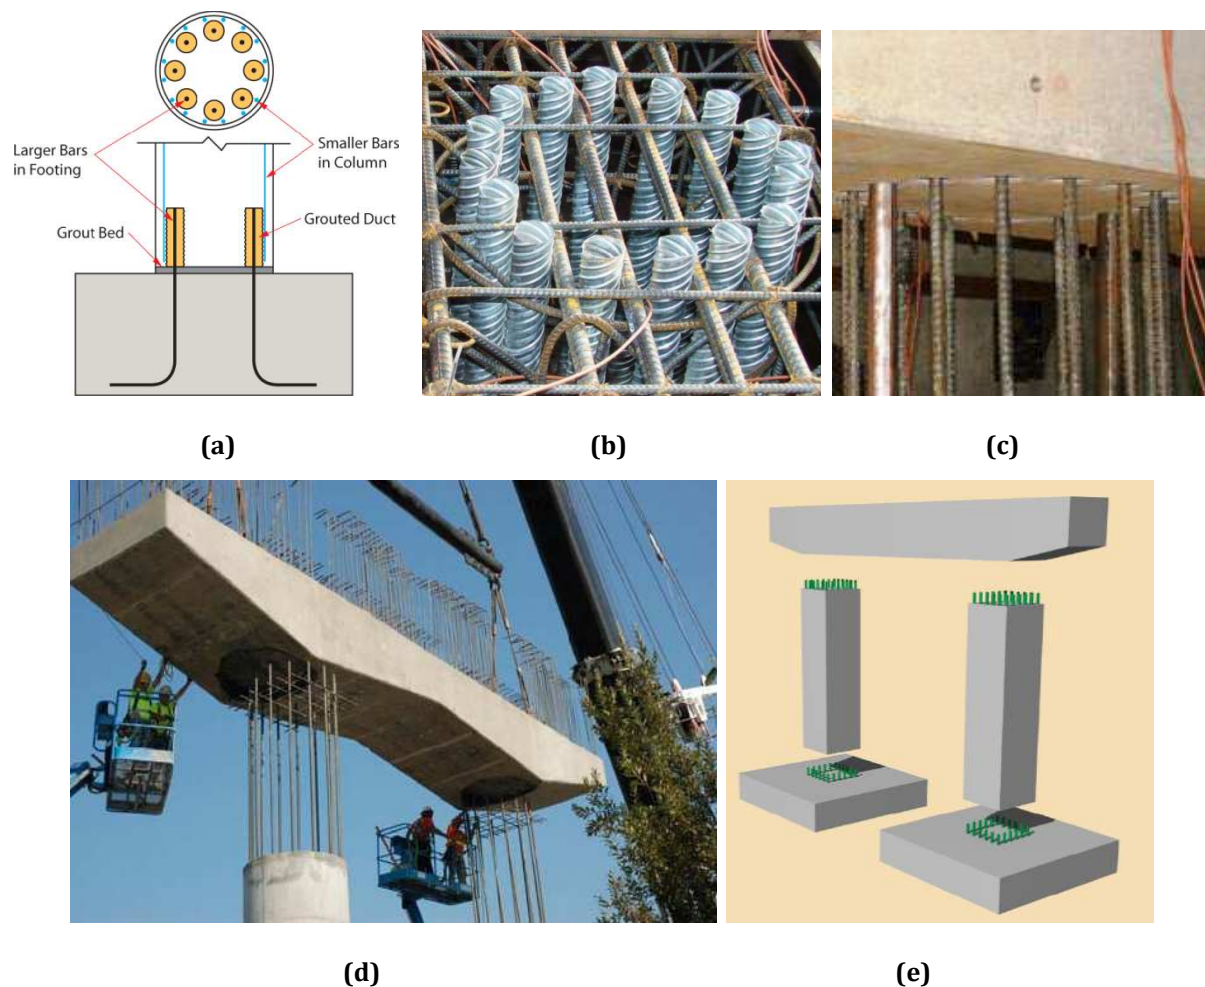 Larger Bars
in Footing
Smaller Bars
in Column
Grout Bed
Grouted Duct
(a)
(b)
(c)
(d)
(e)